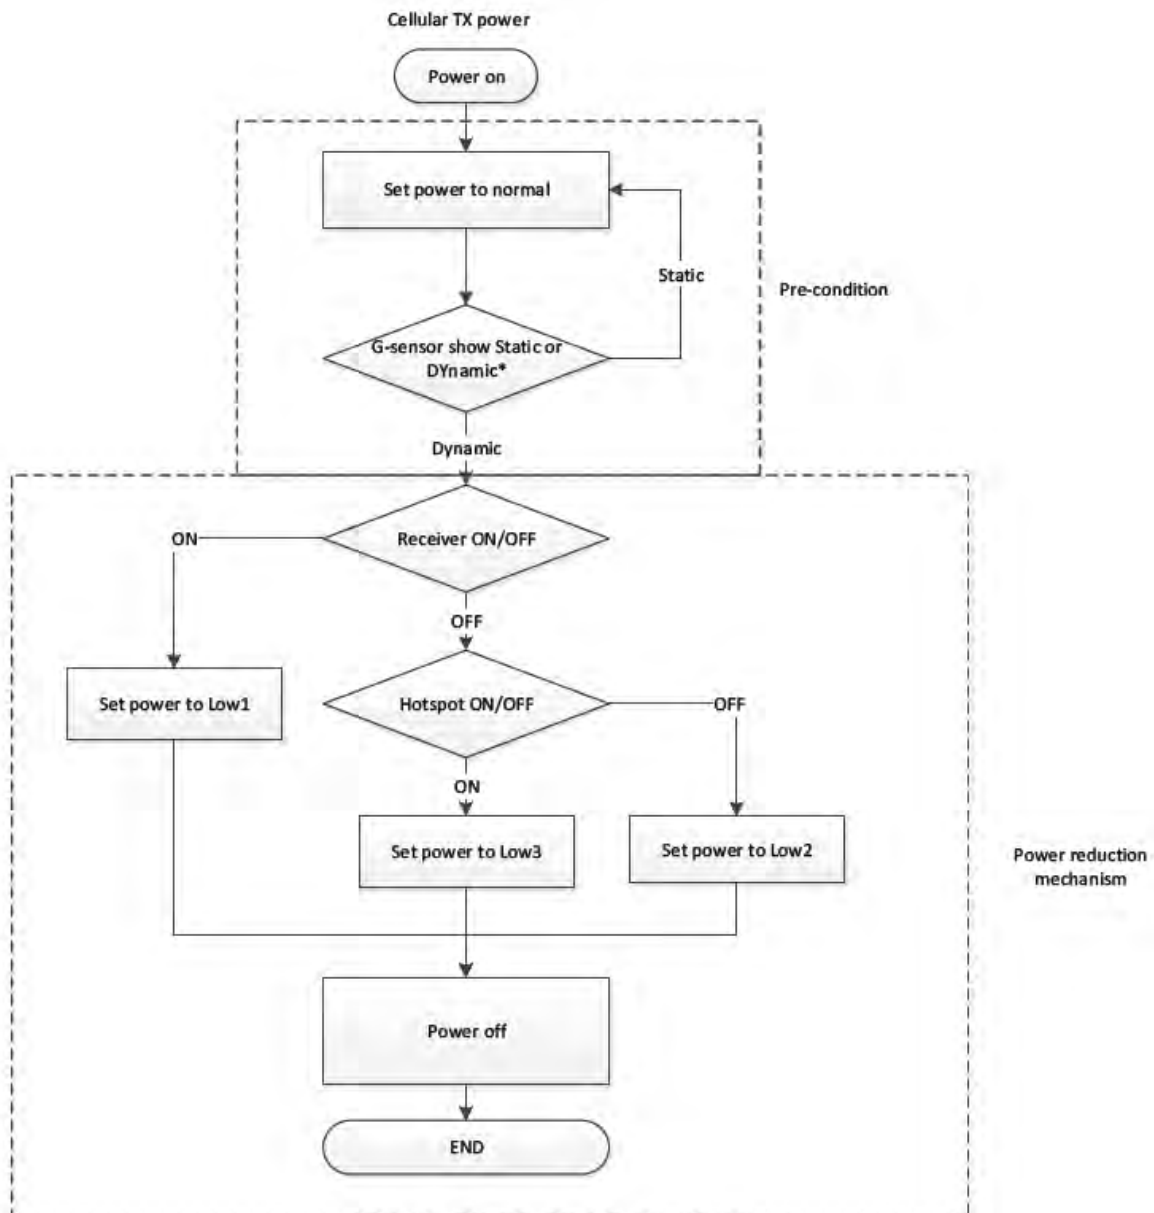 Cellular TX power
Power on
Set power to normal
Static
Pre-condition
G-sensor show Static or
DYnamic*
Dynamic
Receiver ON/OFF
ON
OFF
Set power to Low1
Hotspot ON/OFF
OFF
ON
Set power to Low3
Set power to Low2
Power reduction
mechanism
Power off
END